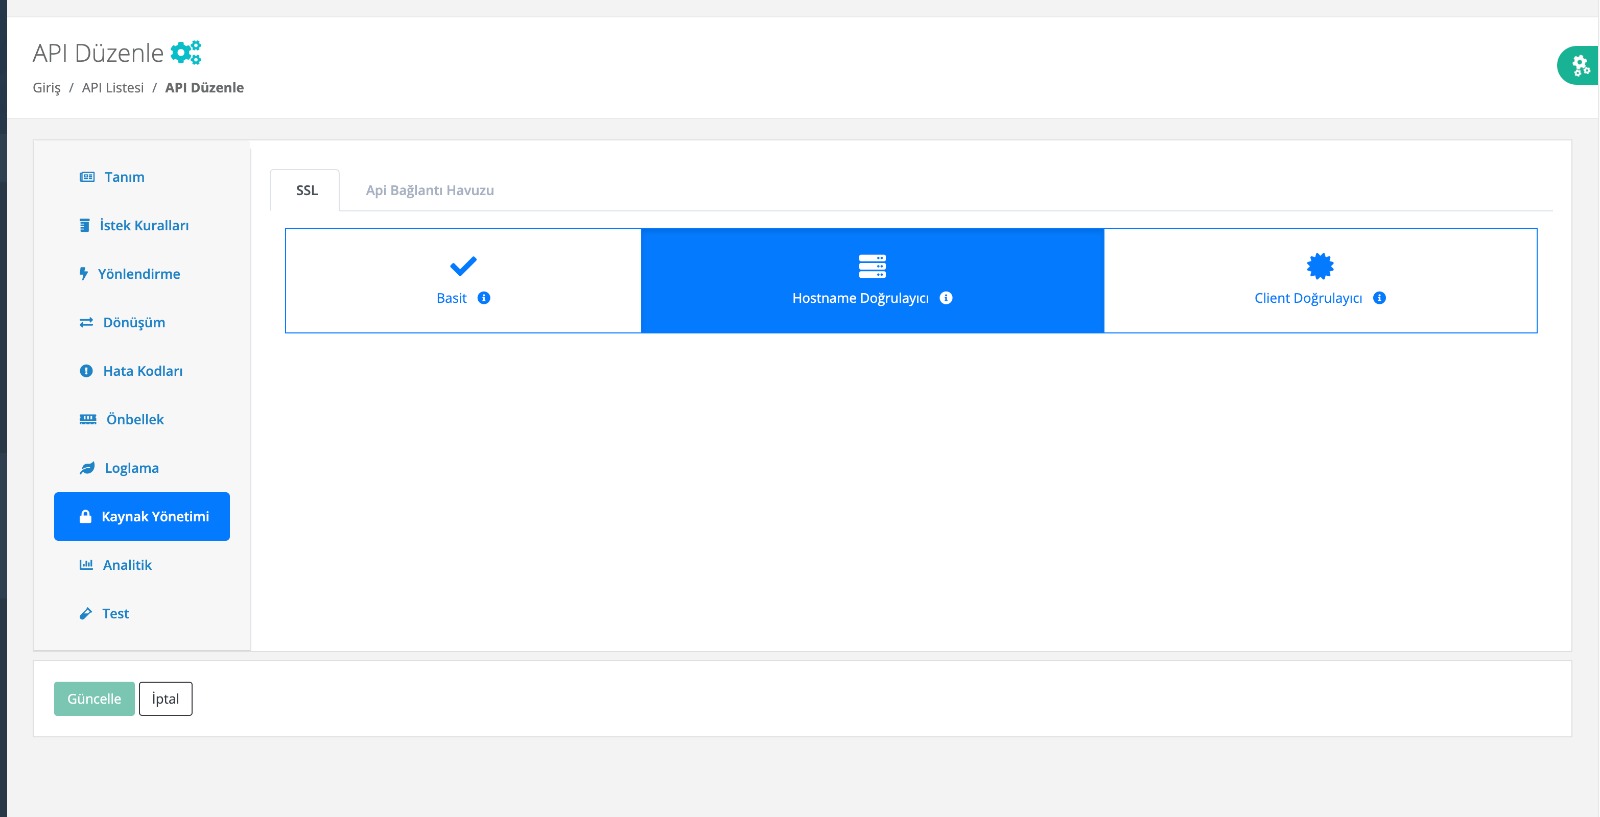 API Düzenle
Giriş / API Listesi / API Düzenle
Tanım
İstek Kuralları
Yönlendirme
Dönüşüm
Hata Kodları
Önbellek
Loglama
Kaynak Yönetimi
Analitik
Test
SSL
Api Bağlantı Havuzu
Basit
Hostname Doğrulayıcı
Client Doğrulayıcı
Güncelle
İptal